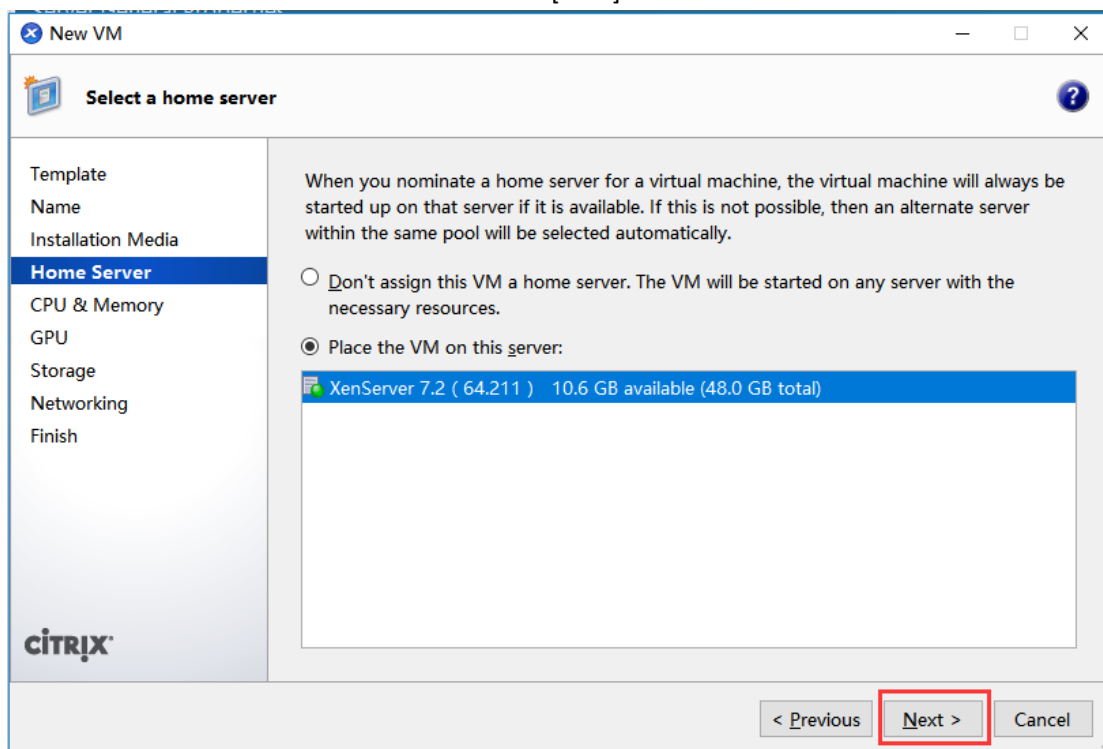 New VM
Select a home server
Template
Name
Installation Media
Home Server
CPU & Memory
GPU
Storage
Networking
Finish
When you nominate a home server for a virtual machine, the virtual machine will always be
started up on that server if it is available. If this is not possible, then an alternate server
within the same pool will be selected automatically.
Don't assign this VM a home server. The VM will be started on any server with the
necessary resources.
Place the VM on this server:
XenServer 7.2 ( 64.211 ) 10.6 GB available (48.0 GB total)
CİTRIX
< Previous
Next >
Cancel